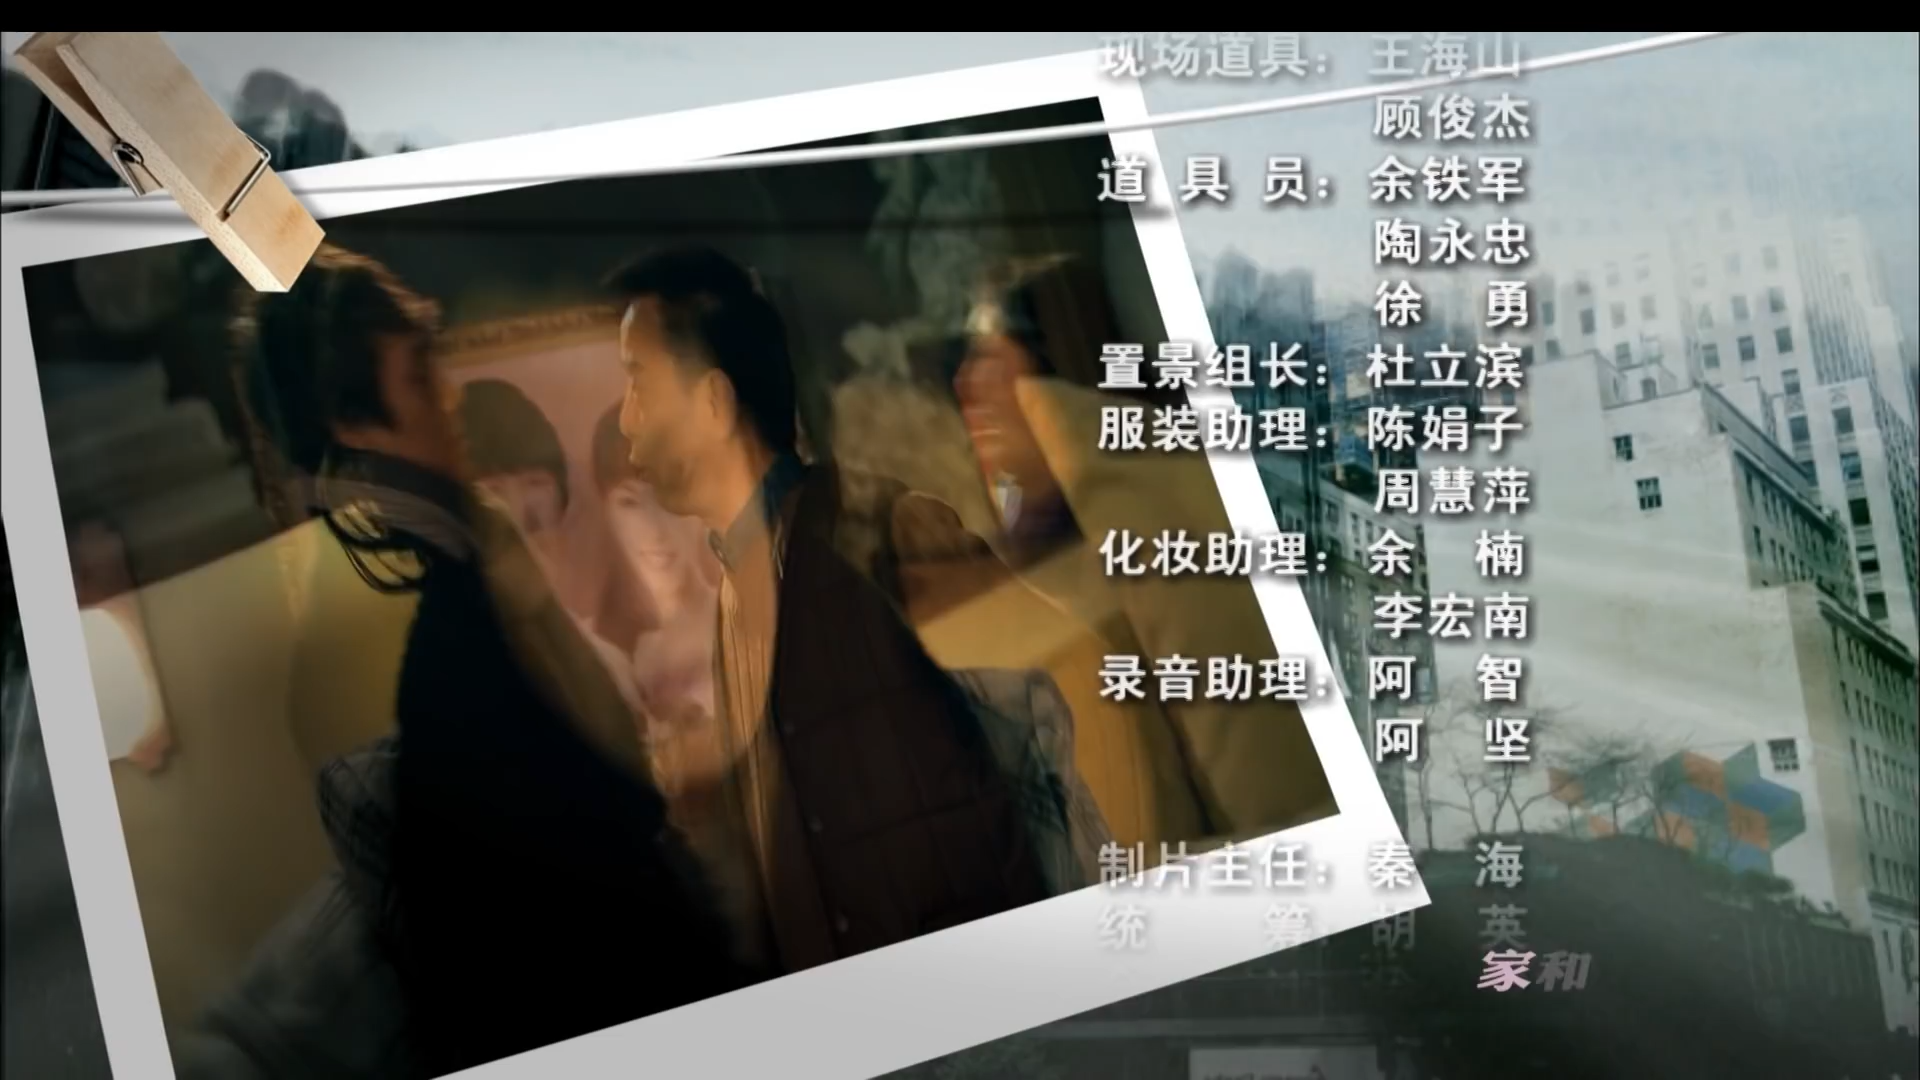 现场道具：王海山
顾俊杰
道具员：余铁军
陶永忠
徐勇
置景组长：杜立滨
服装助理：陈娟子
周慧萍
化妆助理：余楠
李宏南
录音助理：阿智
阿坚
制片主任：秦海
统筹：胡英
家和